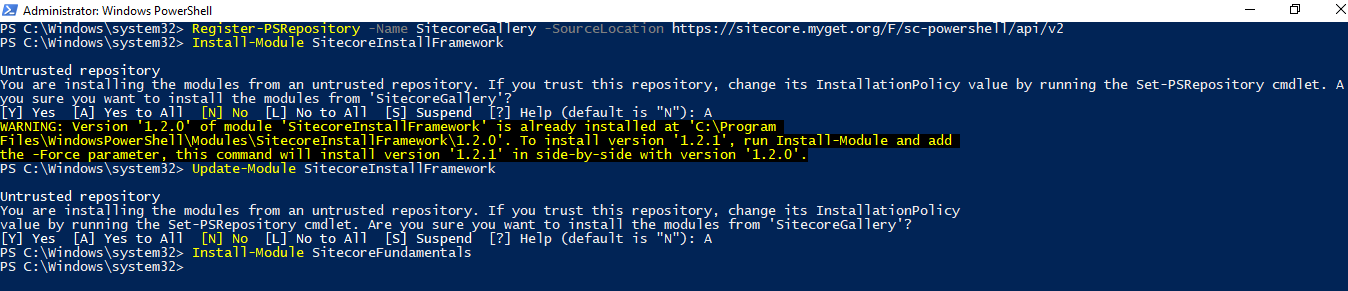 Administrator: Windows PowerShell
PS C:\Windows\system32> Register-PSRepository -Name SitecoreGallery -SourceLocation https://sitecore.myget.org/F/sc-powershell/api/v2
PS C:\Windows\system32> Install-Module SitecoreInstallFramework
Untrusted repository
You are installing the modules from an untrusted repository. If you trust this repository, change its InstallationPolicy value by running the Set-PSRepository cmdlet. A
you sure you want to install the modules from 'SitecoreGallery'?
[Y] Yes  [A] Yes to All  [N] No  [L] No to All  [S] Suspend  [?] Help (default is "N"): A
WARNING: Version '1.2.0' of module 'SitecoreInstallFramework' is already installed at 'C:\Program
Files\WindowsPowerShell\Modules\SitecoreInstallFramework\1.2.0'. To install version '1.2.1', run Install-Module and add
the -Force parameter, this command will install version '1.2.1' in side-by-side with version '1.2.0'.
PS C:\Windows\system32> Update-Module SitecoreInstallFramework
Untrusted repository
You are installing the modules from an untrusted repository. If you trust this repository, change its InstallationPolicy
value by running the Set-PSRepository cmdlet. Are you sure you want to install the modules from 'SitecoreGallery'?
[Y] Yes  [A] Yes to All  [N] No  [L] No to All  [S] Suspend  [?] Help (default is "N"): A
PS C:\Windows\system32> Install-Module SitecoreFundamentals
PS C:\Windows\system32>